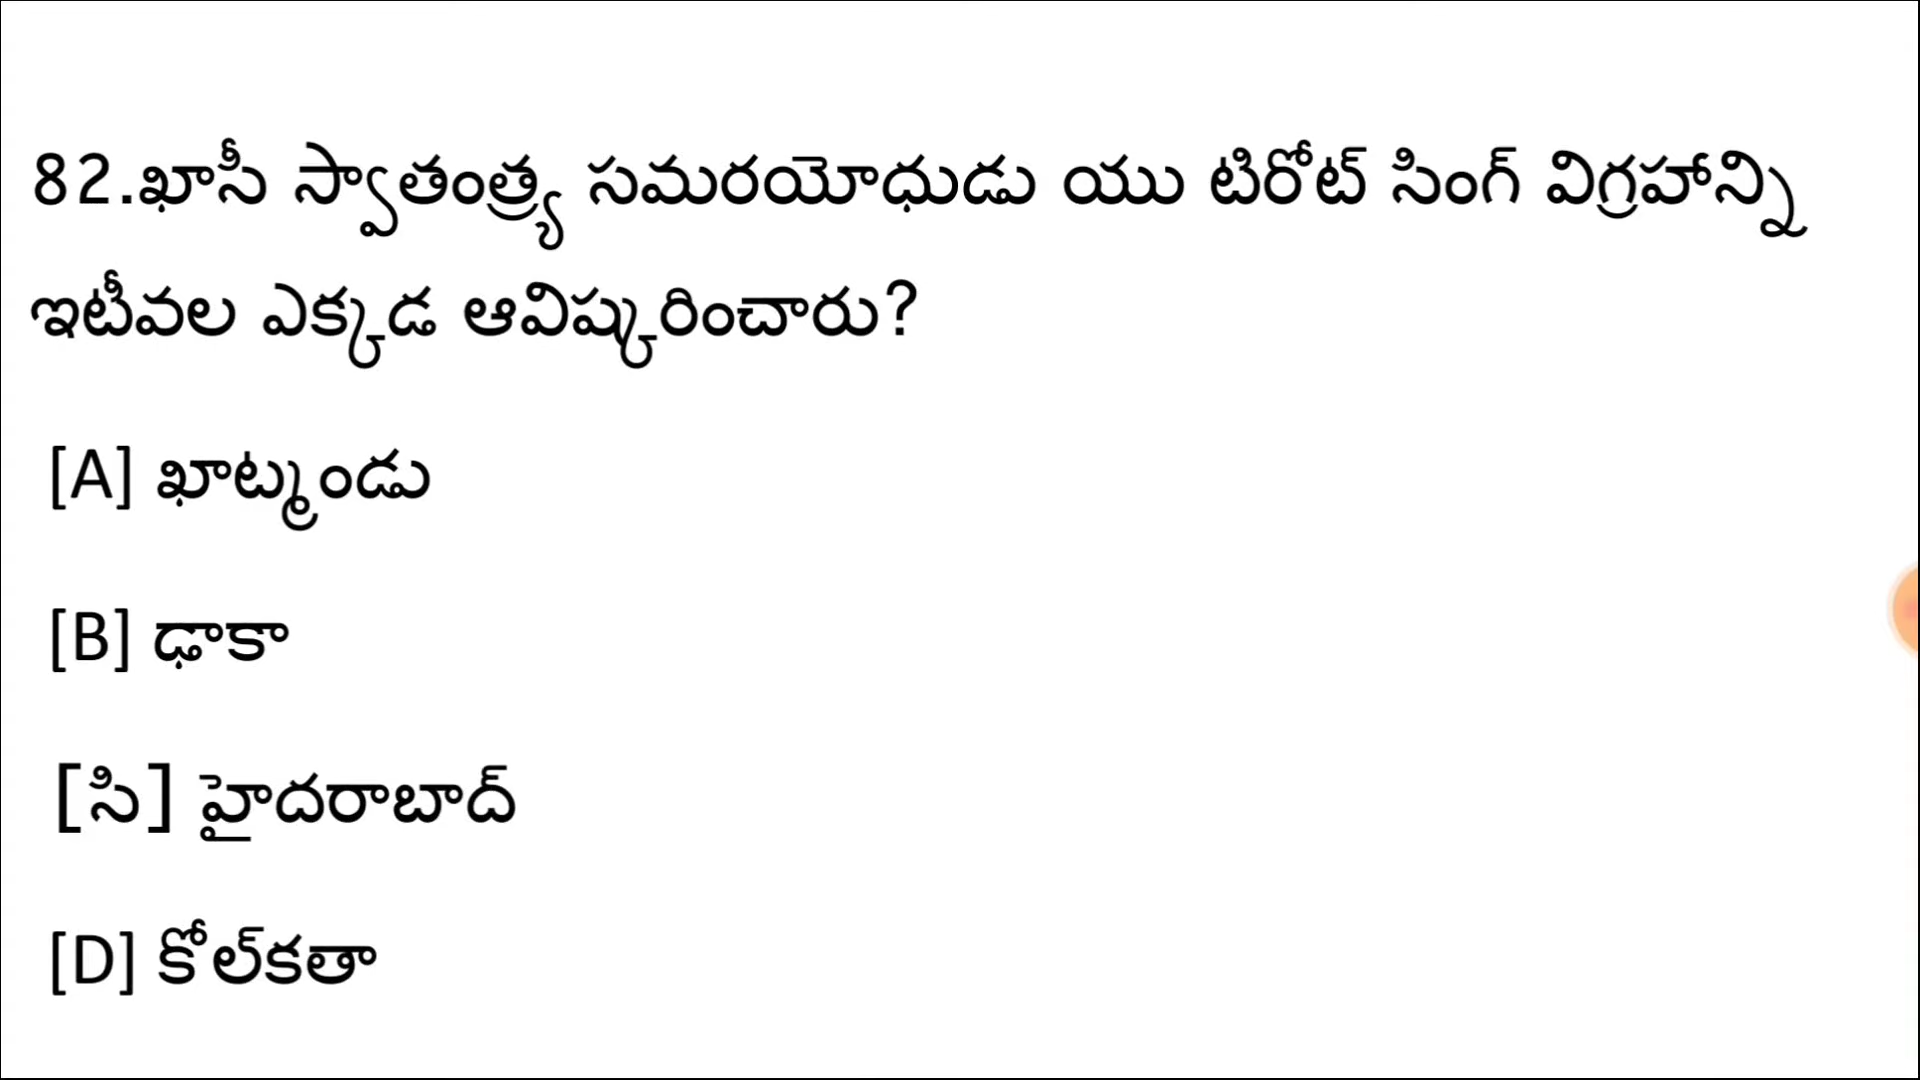 82.ఖాసీ స్వాతంత్ర్య సమరయోధుడు యు టిరోట్ సింగ్ విగ్రహాన్ని
ఇటీవల ఎక్కడ ఆవిష్కరించారు?
[A] ఖాట్మండు
[B] ఢాకా
[సి] హైదరాబాద్
[D] కోల్‌కతా